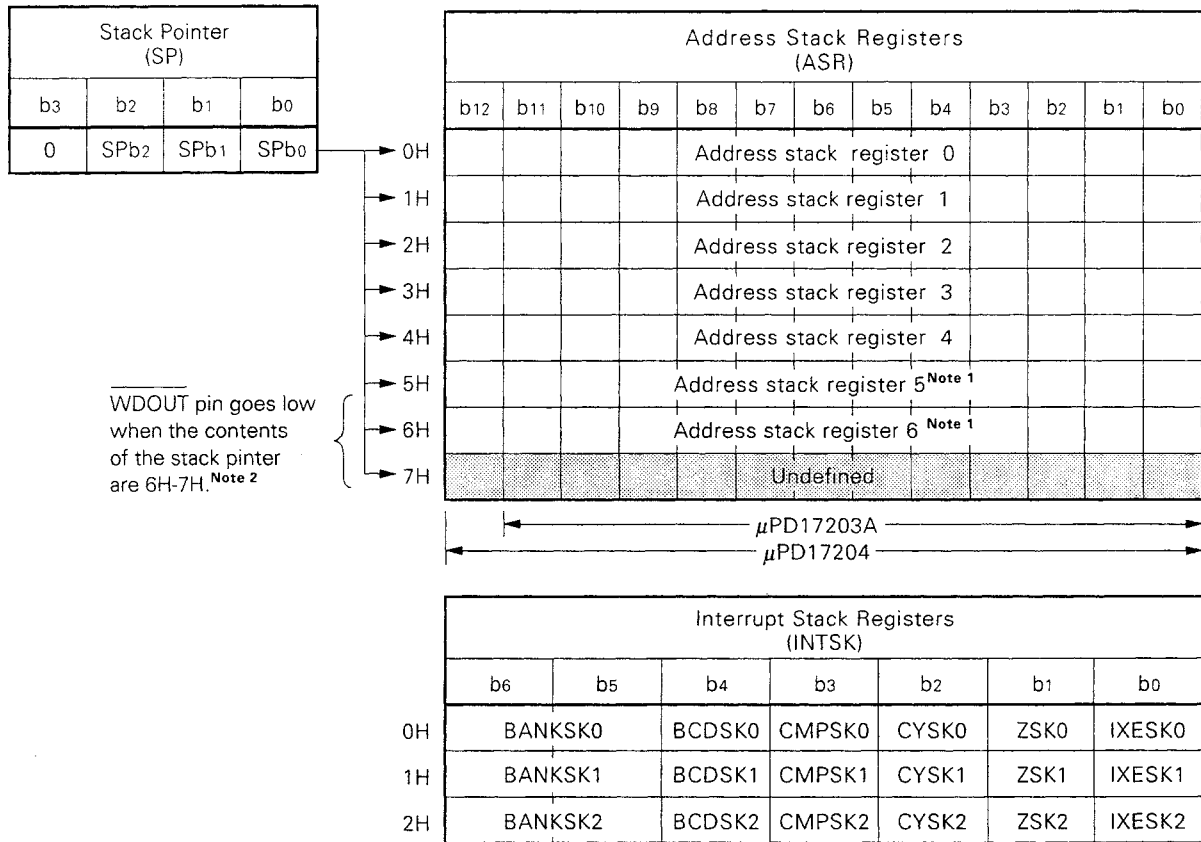 Stack Pointer
(SP)
b3 b2 b1 b0
0 SPb2 SPb1 SPb0
Address Stack Registers
(ASR)
b12 b11 b10 b9 b8 b7 b6 b5 b4 b3 b2 b1 b0
0H Address stack register 0
1H Address stack register 1
2H Address stack register 2
3H Address stack register 3
4H Address stack register 4
5H Address stack register 5 Note 1
6H Address stack register 6 Note 1
7H Undefined
WDOUT pin goes low
when the contents
of the stack pinter
are 6H-7H. Note 2
μPD17203A
μPD17204
Interrupt Stack Registers
(INTSK)
b6 b5 b4 b3 b2 b1 b0
0H BANKSK0 BCDSK0 CMPSK0 CYSK0 ZSK0 IXESK0
1H BANKSK1 BCDSK1 CMPSK1 CYSK1 ZSK1 IXESK1
2H BANKSK2 BCDSK2 CMPSK2 CYSK2 ZSK2 IXESK2